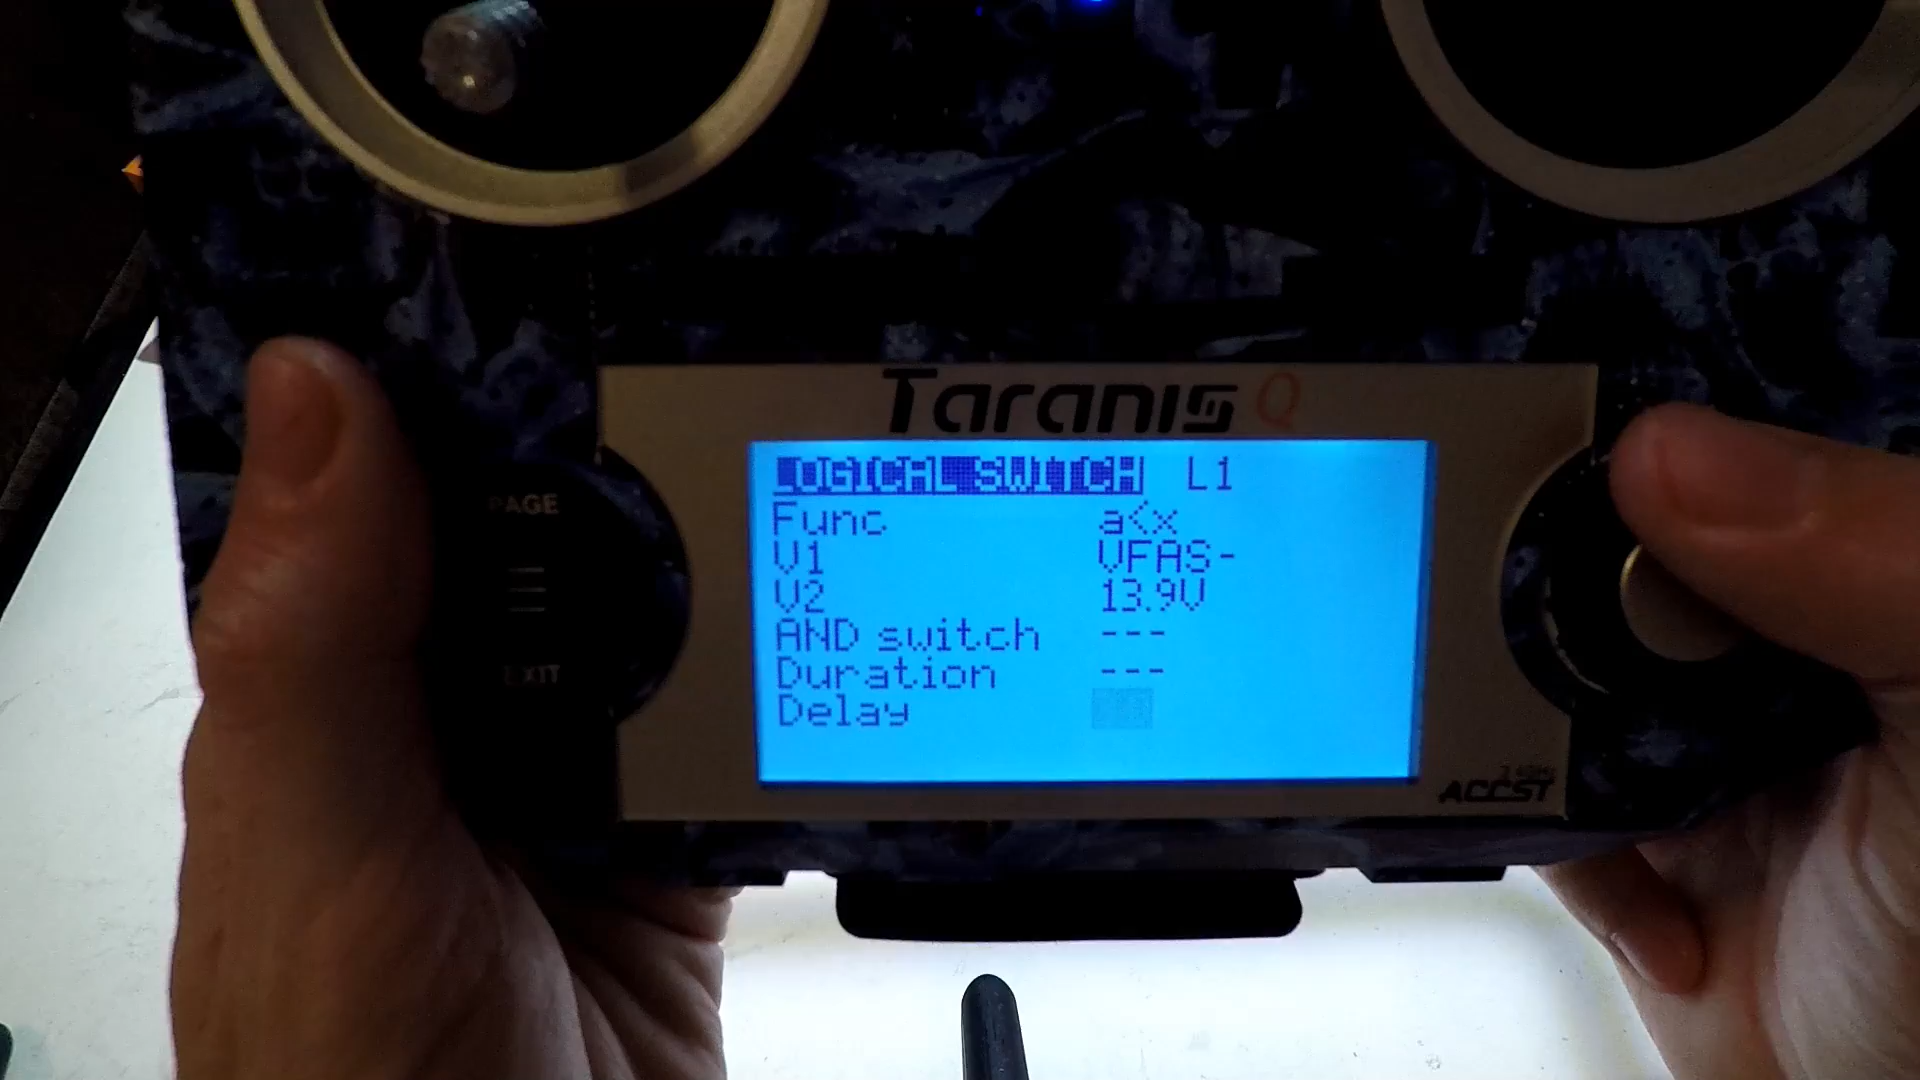 Taranis Q
LOGICAL SWITCH L1
Func a<x
V1 VFAS-
V2 13.9V
AND switch ---
Duration ---
Delay
PAGE
EXIT
ACCST